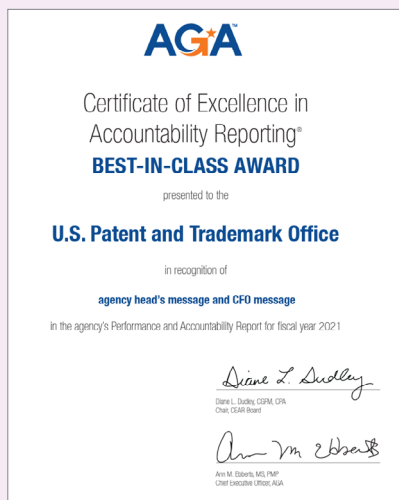 AGA™
Certificate of Excellence in
Accountability Reporting®
BEST-IN-CLASS AWARD
presented to the
U.S. Patent and Trademark Office
in recognition of
agency head's message and CFO message
in the agency's Performance and Accountability Report for fiscal year 2021
Diane L. Dudley
Diane L. Dudley, CGFM, CPA
Chair, CEAR Board
Ann M Ebberts
Ann M. Ebberts, MS, PMP
Chief Executive Officer, AGA